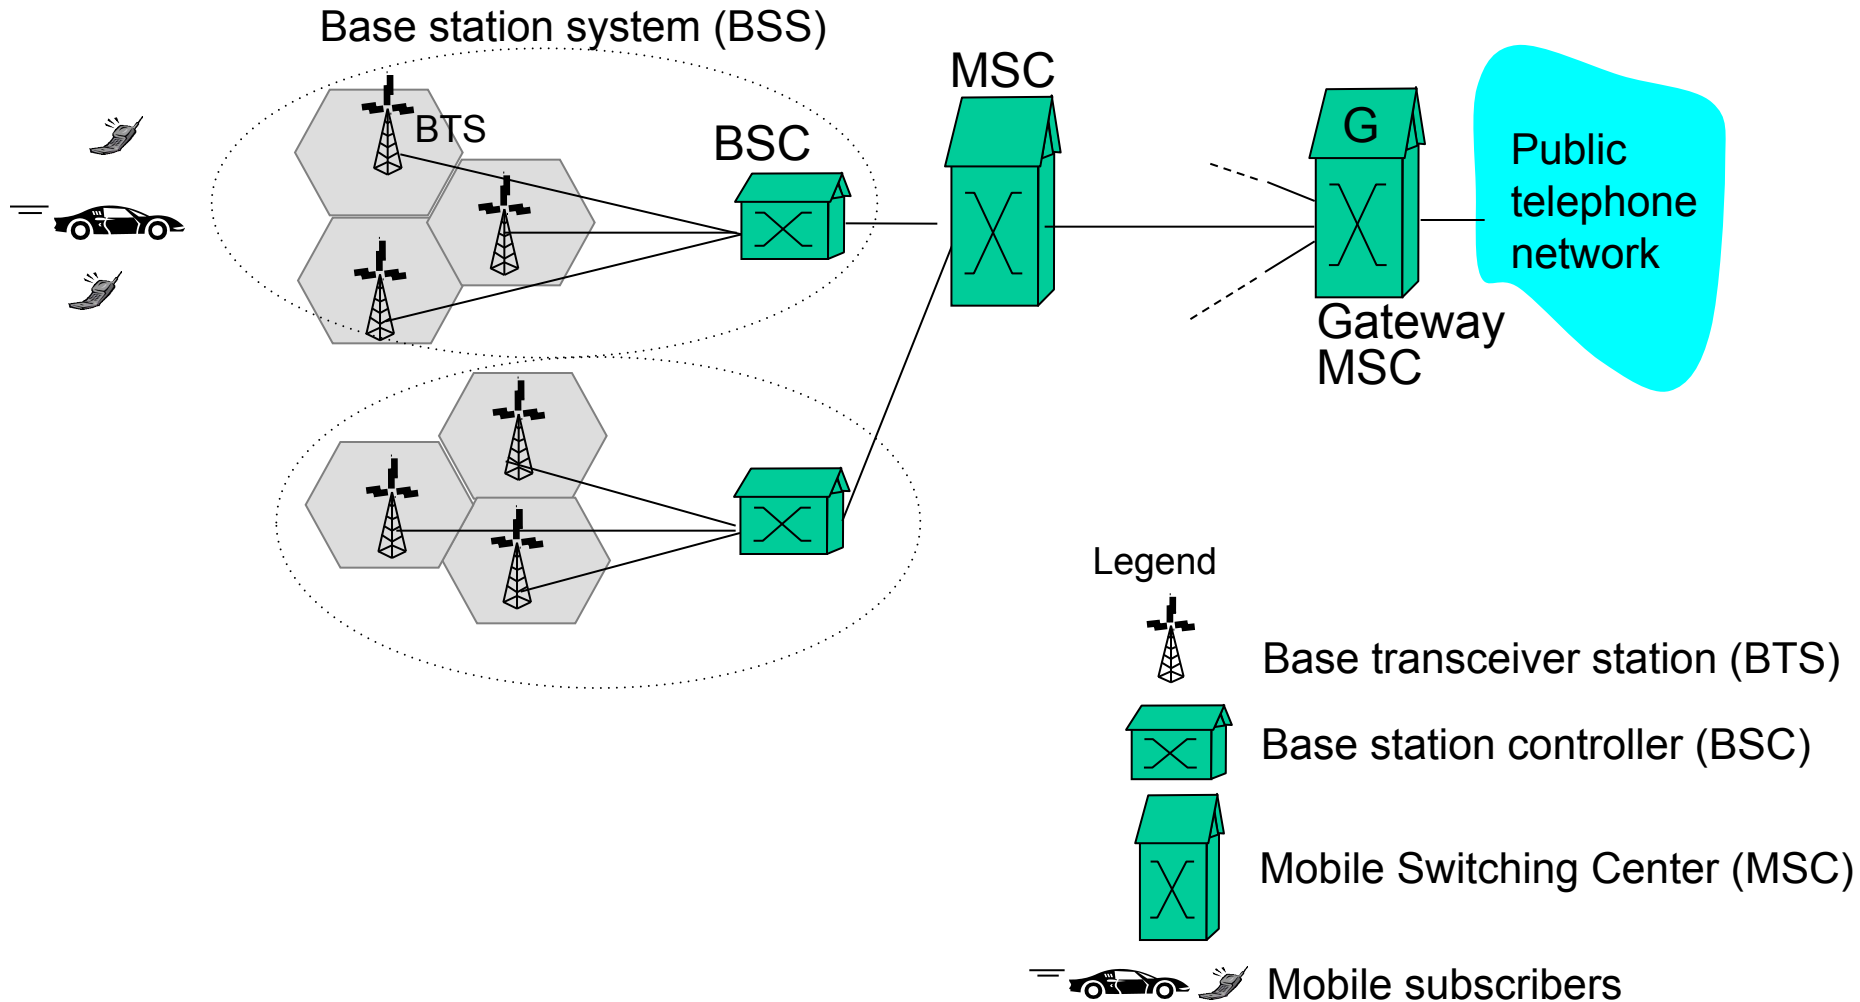 Base station system (BSS)
MSC
BTS
BSC
G
Public
telephone
network
Gateway
MSC
Legend
Base transceiver station (BTS)
Base station controller (BSC)
Mobile Switching Center (MSC)
Mobile subscribers